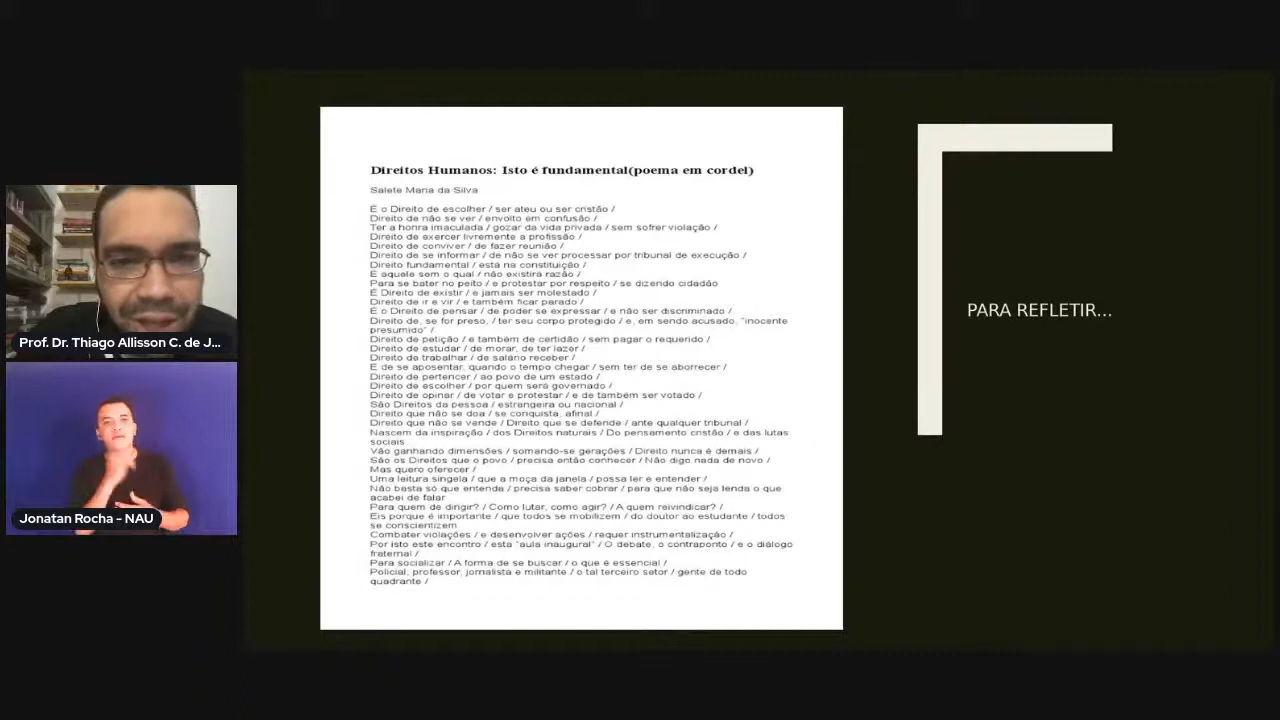 Direitos Humanos: Isto é fundamental(poema em cordel)
Salete Maria da Silva
É o Direito de escolher / ser ateu ou ser cristão /
Direito de não se ver / envolto em confusão /
Ter a honra imaculada / gozar da vida privada / sem sofrer violação /
Direito de exercer livremente a profissão /
Direito de conviver / de fazer reunião /
Direito de se informar / de não se ver processar por tribunal de execução /
Direito fundamental / esta na constituição /
É aquele sem o qual / não existirá razão /
Para se bater no peito / e protestar por respeito / se dizendo cidadão
É Direito de existir / e jamais ser molestado /
Direito de ir e vir / e também ficar parado /
É o Direito de pensar / de poder se expressar / e não ser discriminado /
Direito de, se for preso, / ter seu corpo protegido / e, em sendo acusado, "inocente
presumido" /
Direito de petição / e também de certidão / sem pagar o requerido /
Direito de estudar / de morar, de ter lazer /
Direito de trabalhar / de salário receber /
E de se aposentar, quando o tempo chegar / sem ter de se aborrecer /
Direito de pertencer / ao povo de um estado /
Direito de escolher / por quem será governado /
Direito de opinar / de votar e protestar / e de também ser votado /
São Direitos da pessoa / estrangeira ou nacional /
Direito que não se doa / se conquista, afinal /
Direito que não se vende / Direito que se defende / ante qualquer tribunal /
Nascem da inspiração / dos Direitos naturais / Do pensamento cristão / e das lutas
sociais
Vão ganhando dimensões / somando-se gerações / Direito nunca é demais /
São os Direitos que o povo / precisa então conhecer / Não digo nada de novo /
Mas quero oferecer /
Uma leitura singela / que a moça da janela / possa ler e entender /
Não basta só que entenda / precisa saber cobrar / para que não seja lenda o que
acabei de falar
Para quem de dirigir? / Como lutar, como agir? / A quem reivindicar? /
Eis porque é importante / que todos se mobilizem / do doutor ao estudante / todos
se conscientizem
Combater violações / e desenvolver ações / requer instrumentalização /
Por isto este encontro / esta "aula inaugural" / O debate, o contraponto / e o diálogo
fraternal /
Para socializar / A forma de se buscar / o que é essencial /
Policial, professor, jornalista e militante / o tal terceiro setor / gente de todo
quadrante /
PARA REFLETIR...
Prof. Dr. Thiago Allisson C. de J...
Jonatan Rocha - NAU